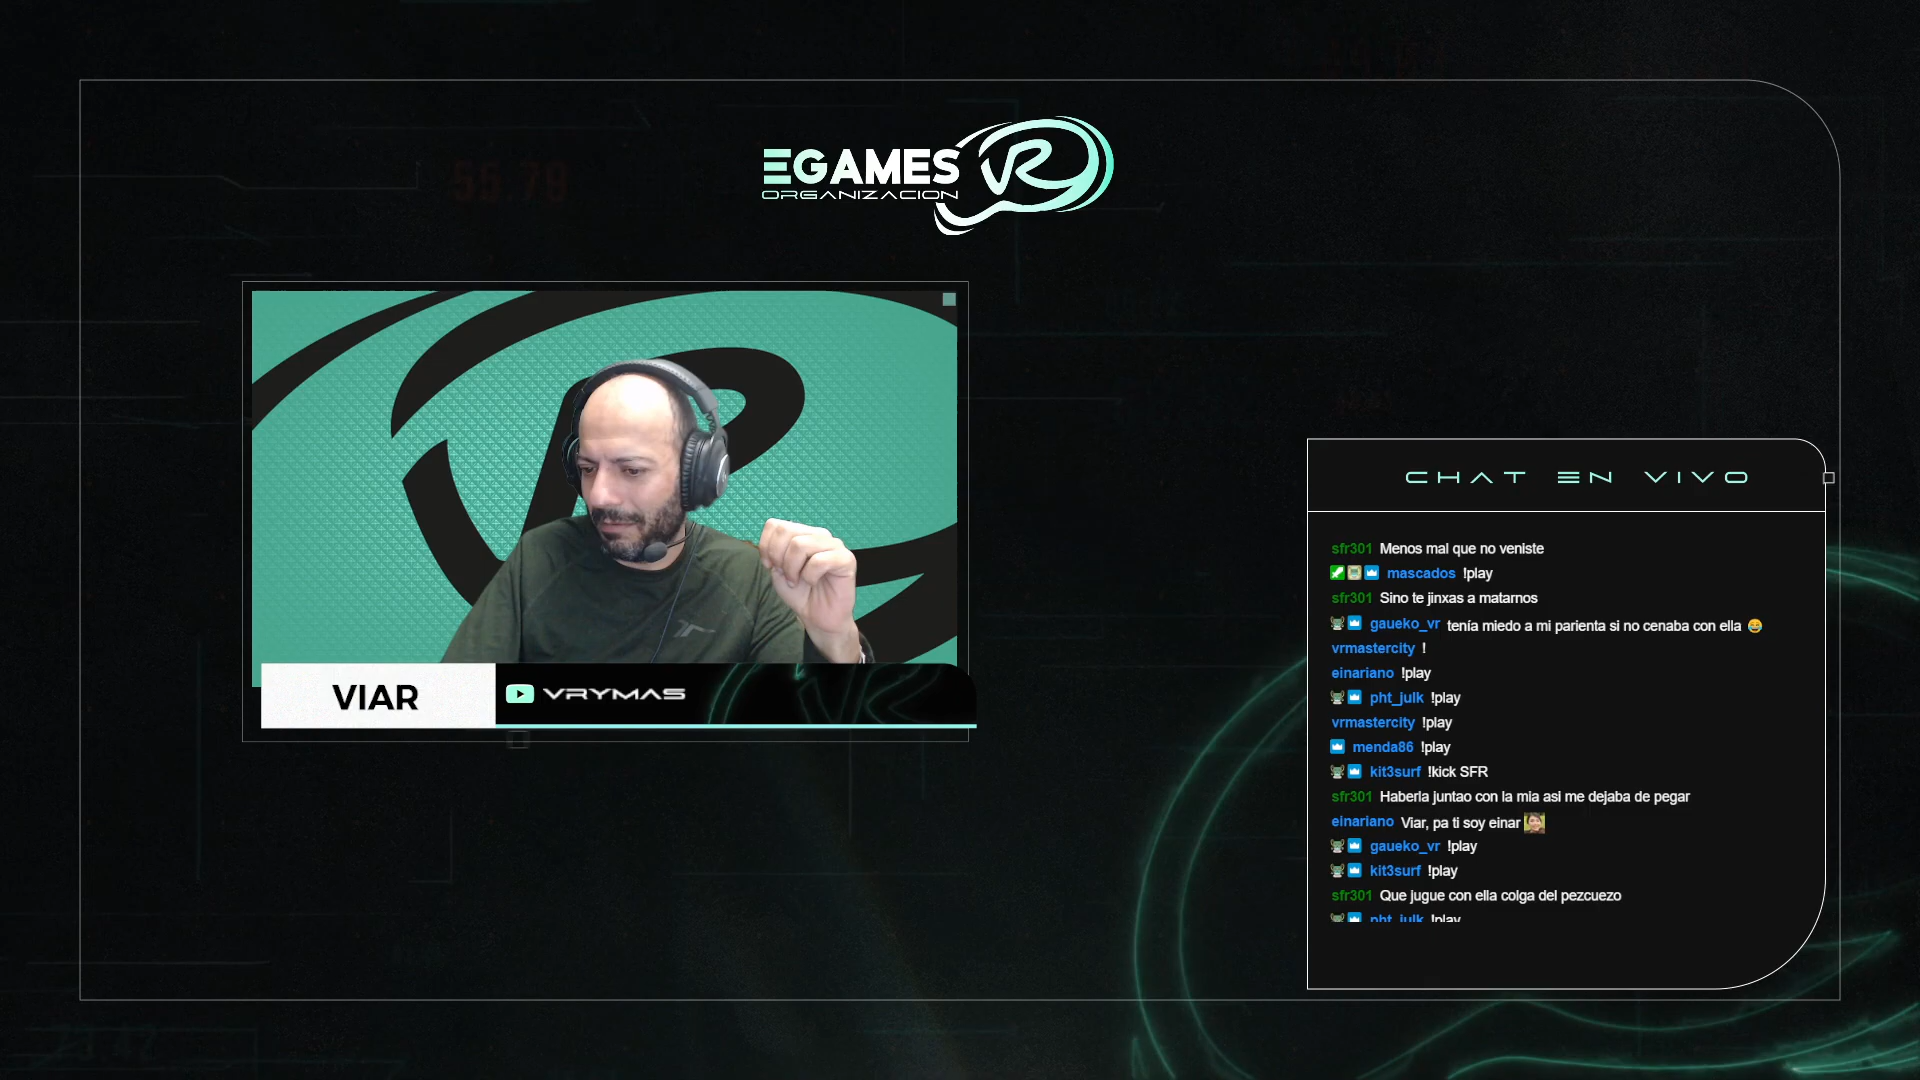 EGAMES
ORGANIZACION
VR
VIAR
VRYMAS
CHAT EN VIVO
sfr301 Menos mal que no veniste
mascados !play
sfr301 Sino te jinxas a matarnos
gaueko_vr tenía miedo a mi parienta si no cenaba con ella 😂
vrmastercity !
einariano !play
pht_julk !play
vrmastercity !play
menda86 !play
kit3surf !kick SFR
sfr301 Haberla juntao con la mia asi me dejaba de pegar
einariano Viar, pa ti soy einar
gaueko_vr !play
kit3surf !play
sfr301 Que jugue con ella colga del pezcuezo
pht_julk !play